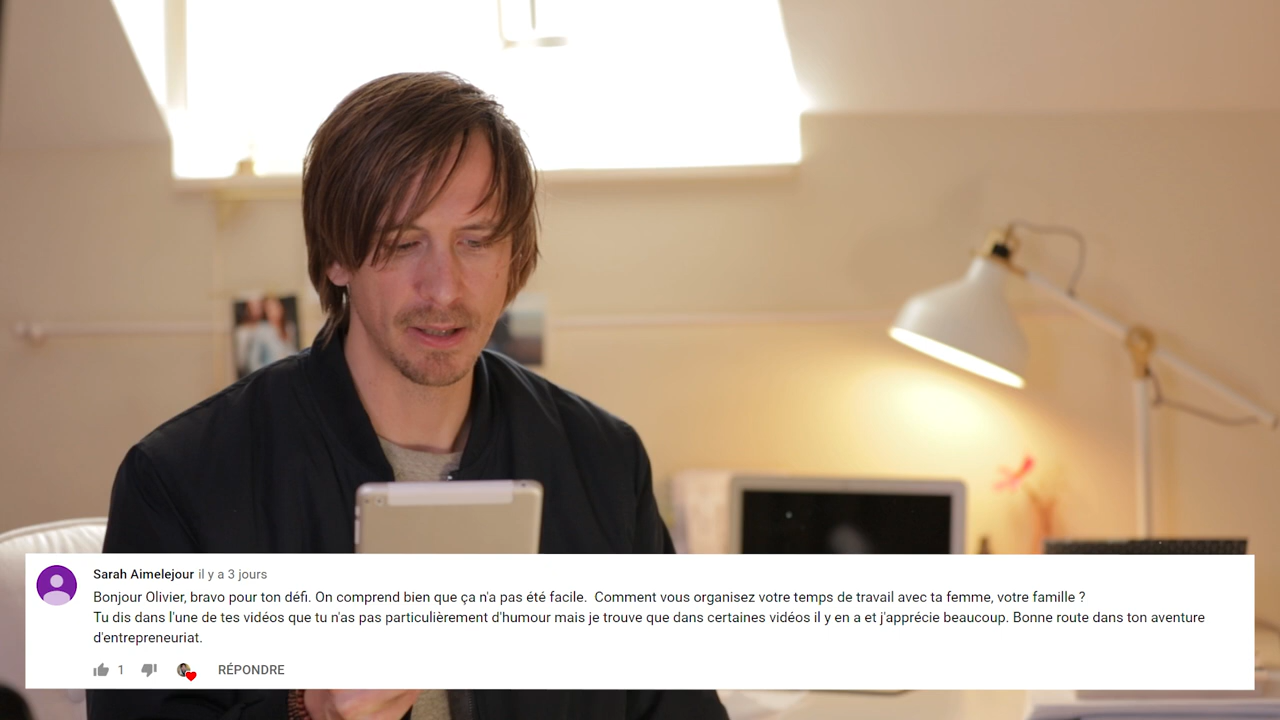 Sarah Aimelejour il y a 3 jours
Bonjour Olivier, bravo pour ton défi. On comprend bien que ça n'a pas été facile.  Comment vous organisez votre temps de travail avec ta femme, votre famille ?
Tu dis dans l'une de tes vidéos que tu n'as pas particulièrement d'humour mais je trouve que dans certaines vidéos il y en a et j'apprécie beaucoup. Bonne route dans ton aventure
d'entrepreneuriat.
1 RÉPONDRE